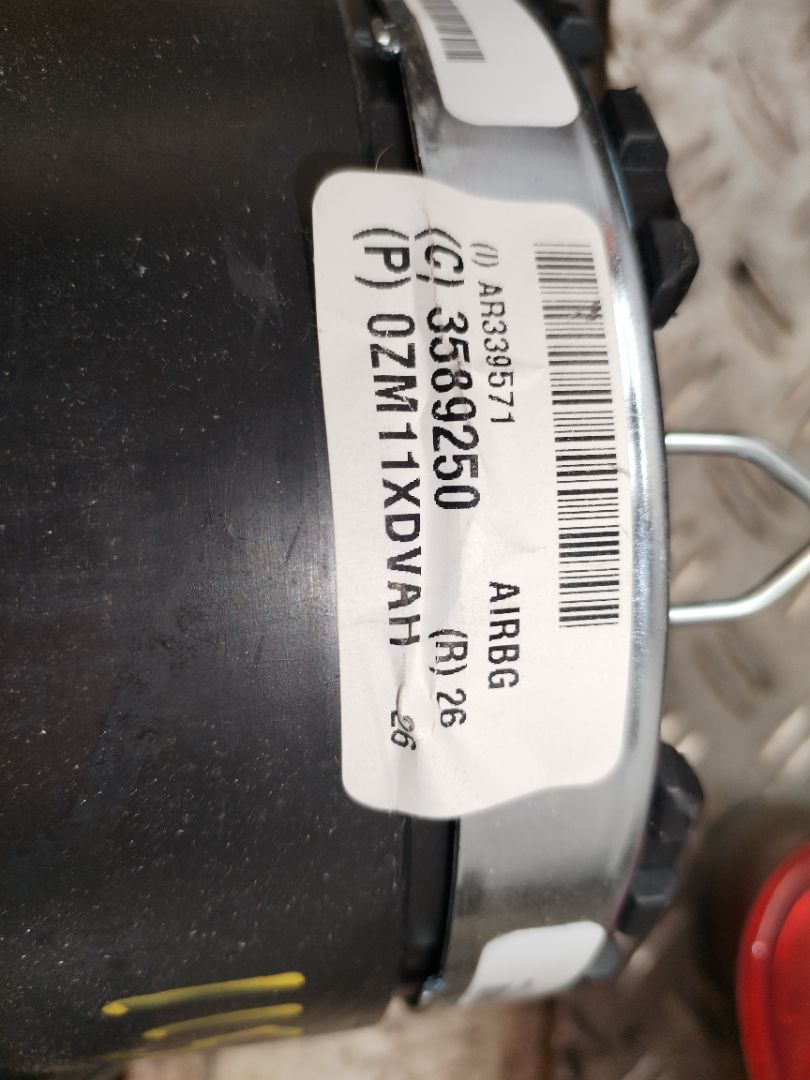 (I) AR339571 AIRBG
(C) 3589250 (R) 26
(P) 0ZM11XDVAH 26